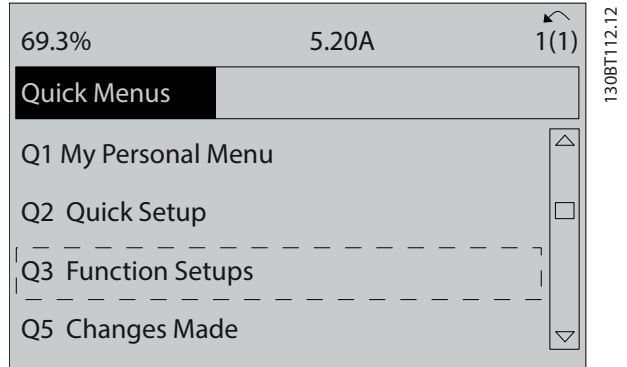 69.3% 5.20A 1(1)
Quick Menus
Q1 My Personal Menu
Q2 Quick Setup
Q3 Function Setups
Q5 Changes Made
130BT112.12